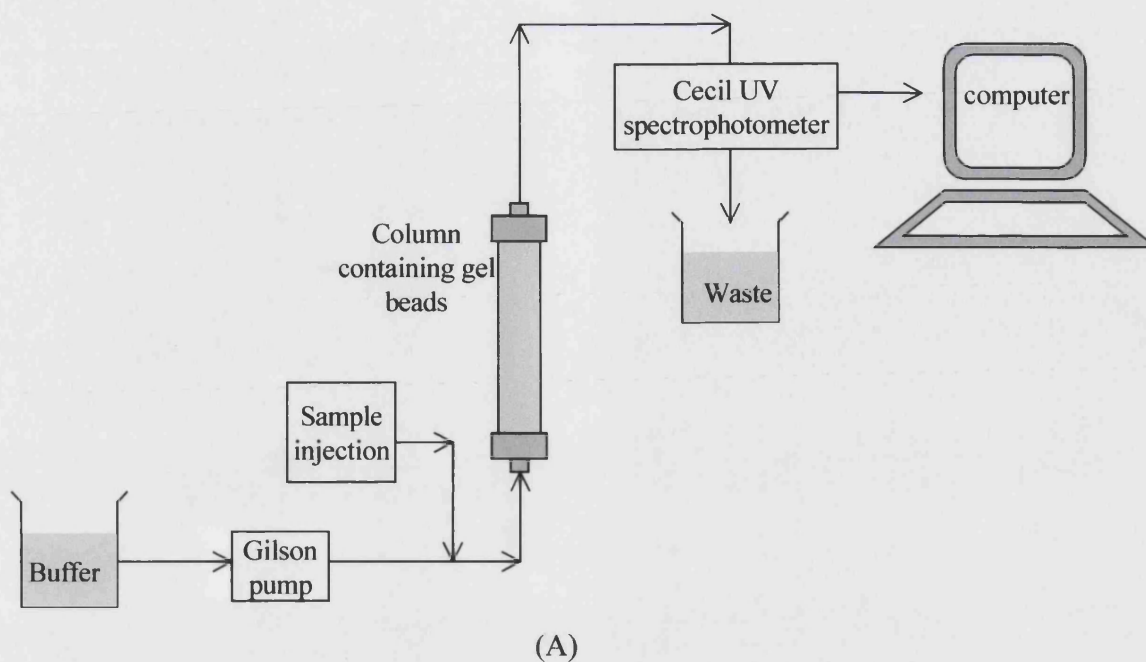 Cecil UV
spectrophotometer
computer
Column
containing gel
beads
Waste
Sample
injection
Buffer
Gilson
pump
(A)